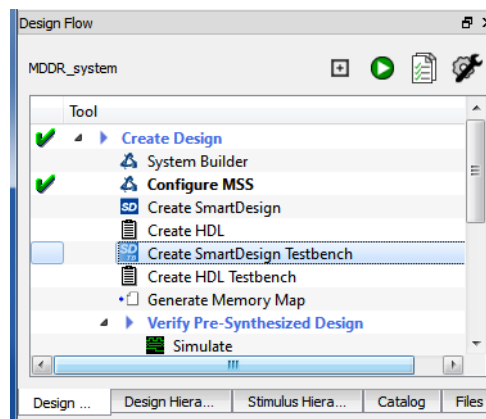 Design Flow
MDDR_system
Tool
Create Design
System Builder
Configure MSS
SD Create SmartDesign
Create HDL
SD TB Create SmartDesign Testbench
Create HDL Testbench
Generate Memory Map
Verify Pre-Synthesized Design
Simulate
Design ... Design Hiera... Stimulus Hiera... Catalog Files